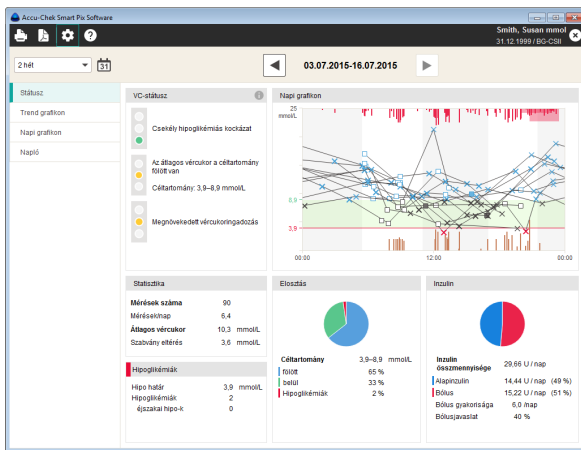 Accu-Chek Smart Pix Software
Smith, Susan mmol
31.12.1999 / BG-CSII
2 hét
31
03.07.2015-16.07.2015
Státusz
Trend grafikon
Napi grafikon
Napló
VC-státusz
Csekély hipoglikémiás kockázat
Az átlagos vércukor a céltartomány
fölött van
Céltartomány: 3,9–8,9 mmol/L
Megnövekedett vércukoringadozás
Napi grafikon
25
mmol/L
8,9
3,9
00:00
12:00
00:00
Statisztika
Mérések száma 90
Mérések/nap 6,4
Átlagos vércukor 10,3 mmol/L
Szabvány eltérés 3,6 mmol/L
Hipoglikémiák
Hipo határ 3,9 mmol/L
Hipoglikémiák 2
éjszakai hipo-k 0
Elosztás
Céltartomány 3,9–8,9 mmol/L
fölött 65 %
belül 33 %
Hipoglikémiák 2 %
Inzulin
Inzulin
összmennyisége 29,66 U / nap
Alapinzulin 14,44 U / nap (49 %)
Bólus 15,22 U / nap (51 %)
Bólus gyakorisága 6,0 /nap
Bólusjavaslat 40 %